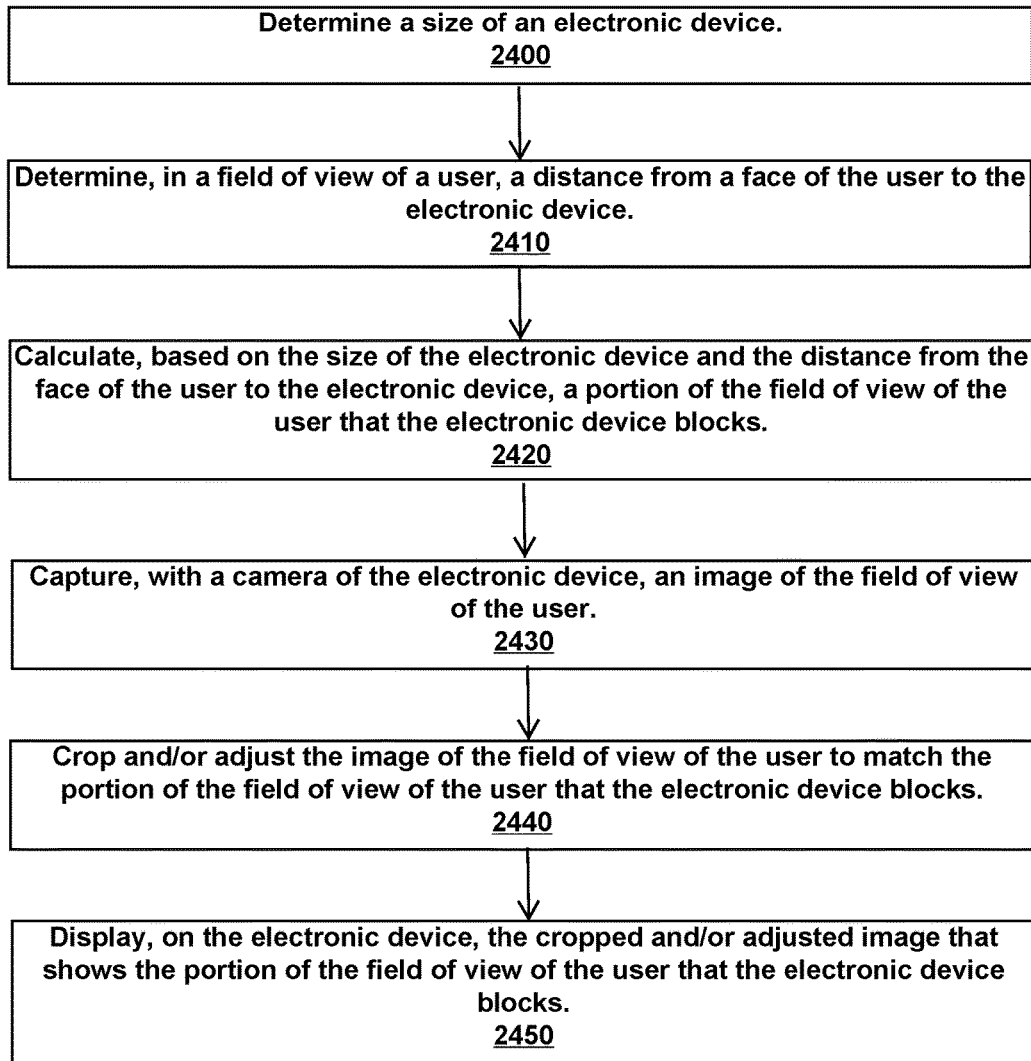 Determine a size of an electronic device.
2400
Determine, in a field of view of a user, a distance from a face of the user to the
electronic device.
2410
Calculate, based on the size of the electronic device and the distance from the
face of the user to the electronic device, a portion of the field of view of the
user that the electronic device blocks.
2420
Capture, with a camera of the electronic device, an image of the field of view
of the user.
2430
Crop and/or adjust the image of the field of view of the user to match the
portion of the field of view of the user that the electronic device blocks.
2440
Display, on the electronic device, the cropped and/or adjusted image that
shows the portion of the field of view of the user that the electronic device
blocks.
2450